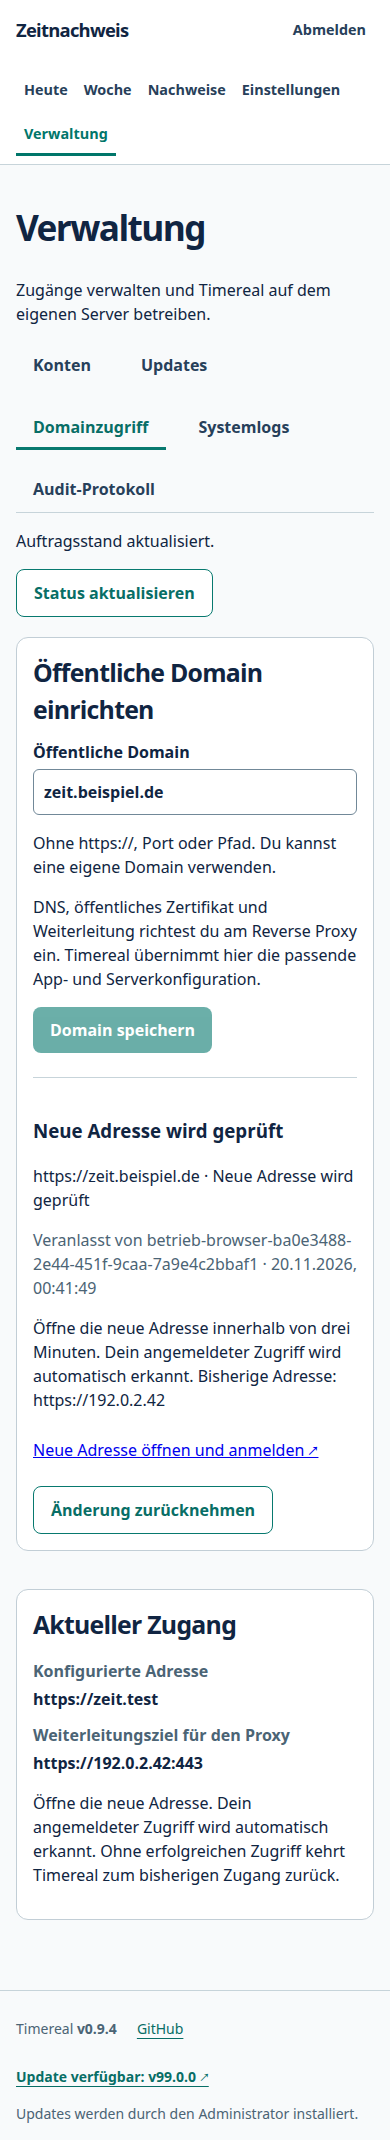 Zeitnachweis
Abmelden
Heute Woche Nachweise Einstellungen
Verwaltung
Verwaltung
Zugänge verwalten und Timereal auf dem
eigenen Server betreiben.
Konten Updates
Domainzugriff Systemlogs
Audit-Protokoll
Auftragsstand aktualisiert.
Status aktualisieren
Öffentliche Domain
einrichten
Öffentliche Domain
zeit.beispiel.de
Ohne https://, Port oder Pfad. Du kannst
eine eigene Domain verwenden.
DNS, öffentliches Zertifikat und
Weiterleitung richtest du am Reverse Proxy
ein. Timereal übernimmt hier die passende
App- und Serverkonfiguration.
Domain speichern
Neue Adresse wird geprüft
https://zeit.beispiel.de · Neue Adresse wird
geprüft
Veranlasst von betrieb-browser-ba0e3488-
2e44-451f-9caa-7a9e4c2bbaf1 · 20.11.2026,
00:41:49
Öffne die neue Adresse innerhalb von drei
Minuten. Dein angemeldeter Zugriff wird
automatisch erkannt. Bisherige Adresse:
https://192.0.2.42
Neue Adresse öffnen und anmelden ↗
Änderung zurücknehmen
Aktueller Zugang
Konfigurierte Adresse
https://zeit.test
Weiterleitungsziel für den Proxy
https://192.0.2.42:443
Öffne die neue Adresse. Dein
angemeldeter Zugriff wird automatisch
erkannt. Ohne erfolgreichen Zugriff kehrt
Timereal zum bisherigen Zugang zurück.
Timereal v0.9.4 GitHub
Update verfügbar: v99.0.0 ↗
Updates werden durch den Administrator installiert.